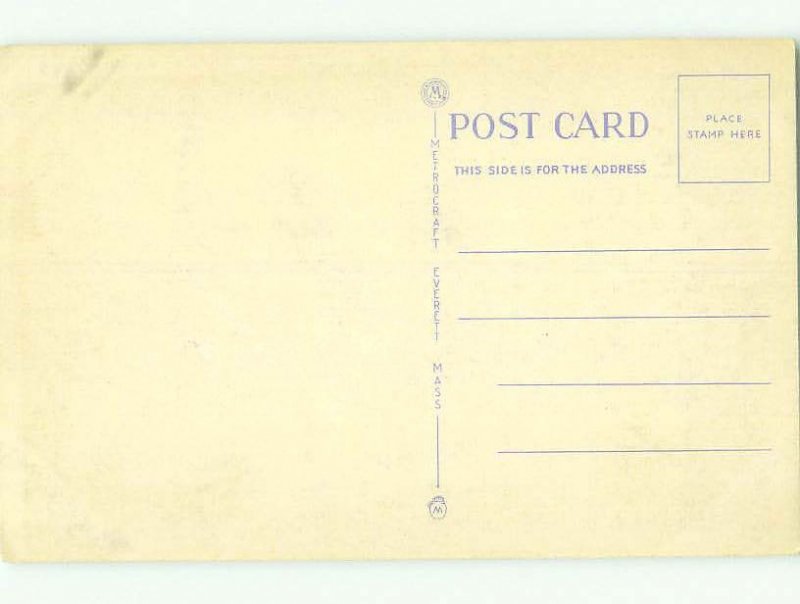 M
POST CARD
PLACE
STAMP HERE
THIS SIDE IS FOR THE ADDRESS
METROCRAFT EVERETT MASS
M